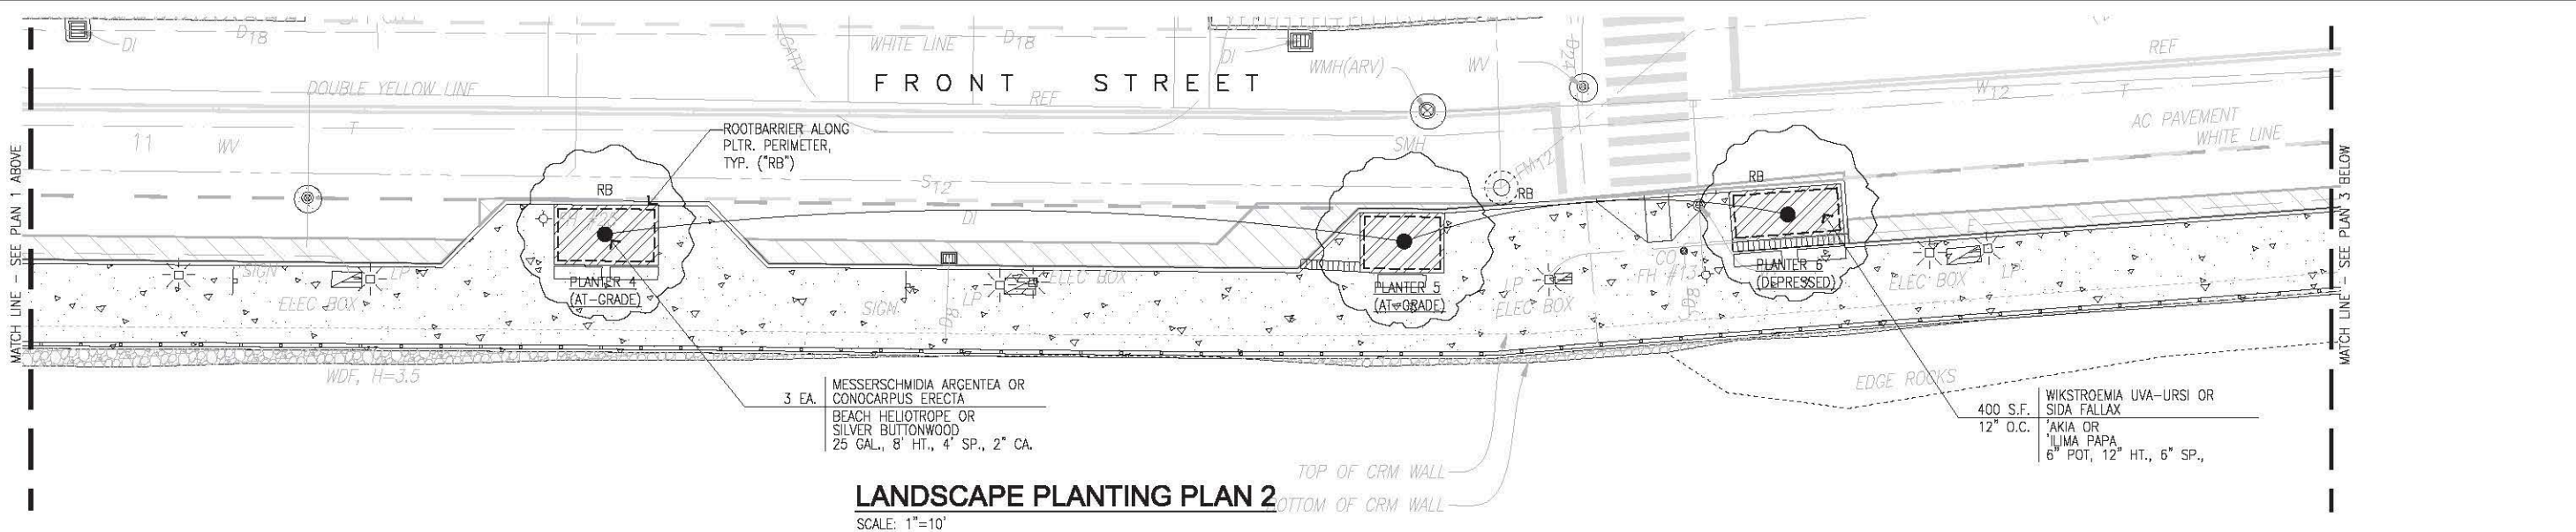 DI
D18
WHITE LINE
D18
DI
CATV
FRONT STREET
WMH(ARV)
WV
D24
REF
DOUBLE YELLOW LINE
REF
W12
T
AC PAVEMENT
WHITE LINE
11
WV
T
SMH
FM12
ROOTBARRIER ALONG
PLTR. PERIMETER,
TYP. ("RB")
MATCH LINE - SEE PLAN 1 ABOVE
MATCH LINE - SEE PLAN 3 BELOW
RB
S12
RB
RB
DI
E
SIGN
LP
ELEC BOX
PLANTER 4
(AT-GRADE)
SIGN
LP
ELEC BOX
D8
PLANTER 5
(AT-GRADE)
LP
ELEC BOX
CO
FH #13
D8
PLANTER 6
(DEPRESSED)
ELEC BOX
LP
WDF, H=3.5
EDGE ROCKS
3 EA.
MESSERSCHMIDIA ARGENTEA OR
CONOCARPUS ERECTA
BEACH HELIOTROPE OR
SILVER BUTTONWOOD
25 GAL., 8' HT., 4' SP., 2" CA.
400 S.F.
12" O.C.
WIKSTROEMIA UVA-URSI OR
SIDA FALLAX
'AKIA OR
'ILIMA PAPA
6" POT, 12" HT., 6" SP.,
TOP OF CRM WALL
BOTTOM OF CRM WALL
LANDSCAPE PLANTING PLAN 2
SCALE: 1"=10'